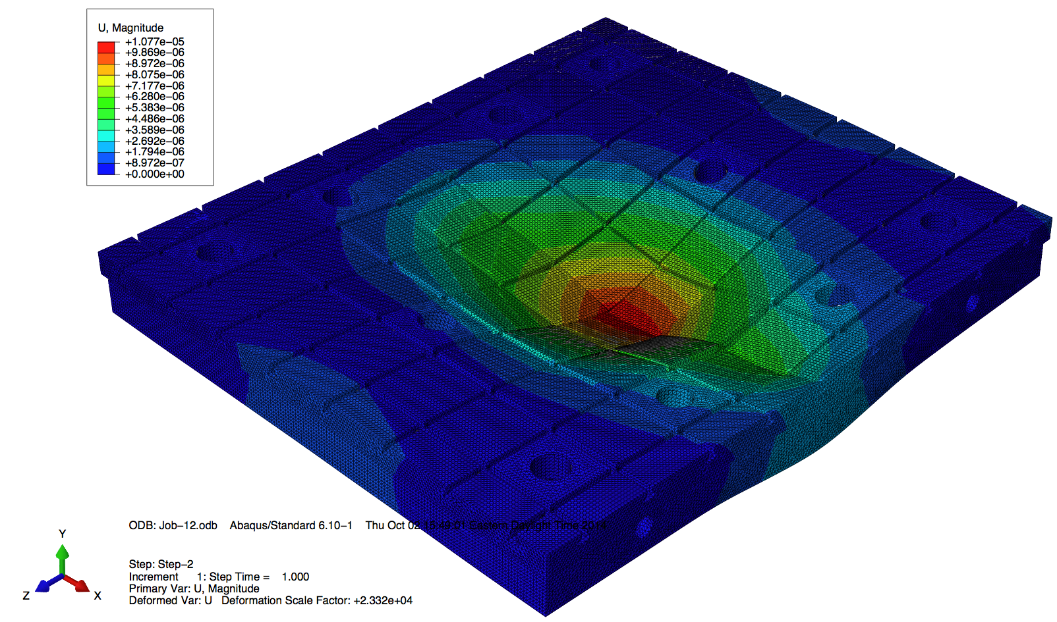 U, Magnitude
+1.077e-05
+9.869e-06
+8.972e-06
+8.075e-06
+7.177e-06
+6.280e-06
+5.383e-06
+4.486e-06
+3.589e-06
+2.692e-06
+1.794e-06
+8.972e-07
+0.000e+00
ODB: Job-12.odb Abaqus/Standard 6.10-1 Thu Oct Eastern Daylight Time
Y
Z
X
Step: Step-2
Increment 1: Step Time = 1.000
Primary Var: U, Magnitude
Deformed Var: U Deformation Scale Factor: +2.332e+04